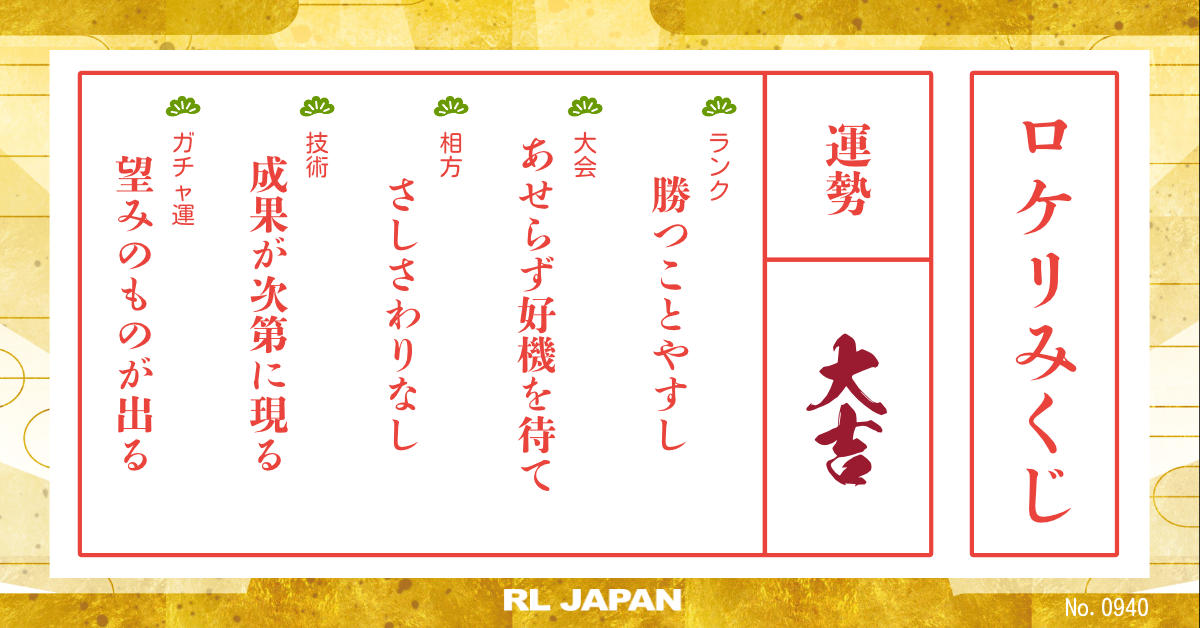 ロケリみくじ
運勢
大吉
ランク
勝つことやすし
大会
あせらず好機を待て
相方
さしさわりなし
技術
成果が次第に現る
ガチャ運
望みのものが出る
RL JAPAN
No. 0940